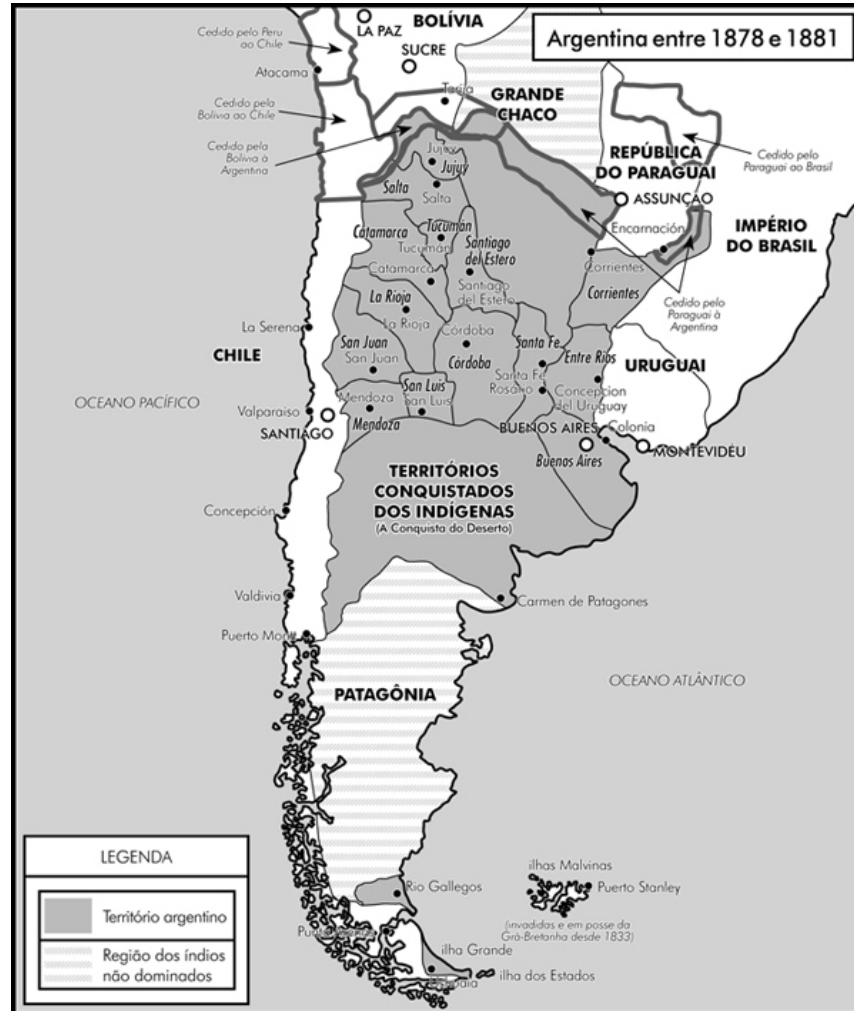 Argentina entre 1878 e 1881
BOLÍVIA
LA PAZ
SUCRE
Cedido pelo Peru
ao Chile
Atacama
Cedido pela
Bolívia ao Chile
Cedido pela
Bolívia à
Argentina
Tarija
GRANDE
CHACO
REPÚBLICA
DO PARAGUAI
Cedido pelo
Paraguai ao Brasil
ASSUNÇÃO
IMPÉRIO
DO BRASIL
Encarnación
Cedido pelo
Paraguai à
Argentina
Jujuy
Jujuy
Salta
Salta
Catamarca
Tucumán
Tucumán
Santiago
del Estero
Catamarca
Santiago
del Estero
Corrientes
Corrientes
La Rioja
La Rioja
La Serena
CHILE
San Juan
San Juan
Córdoba
Córdoba
Santa Fe
Santa Fe
Rosário
Entre Rios
Concepcion
del Uruguay
URUGUAI
OCEANO PACÍFICO
Valparaiso
SANTIAGO
Mendoza
Mendoza
San Luis
San Luis
BUENOS AIRES
Colonia
Buenos Aires
MONTEVIDÉU
TERRITÓRIOS
CONQUISTADOS
DOS INDÍGENAS
(A Conquista do Deserto)
Concepción
Valdivia
Carmen de Patagones
Puerto Montt
PATAGÔNIA
OCEANO ATLÂNTICO
Rio Gallegos
ilhas Malvinas
Puerto Stanley
(invadidas e em posse da
Grã-Bretanha desde 1833)
ilha Grande
ilha dos Estados
LEGENDA
Território argentino
Região dos índios
não dominados